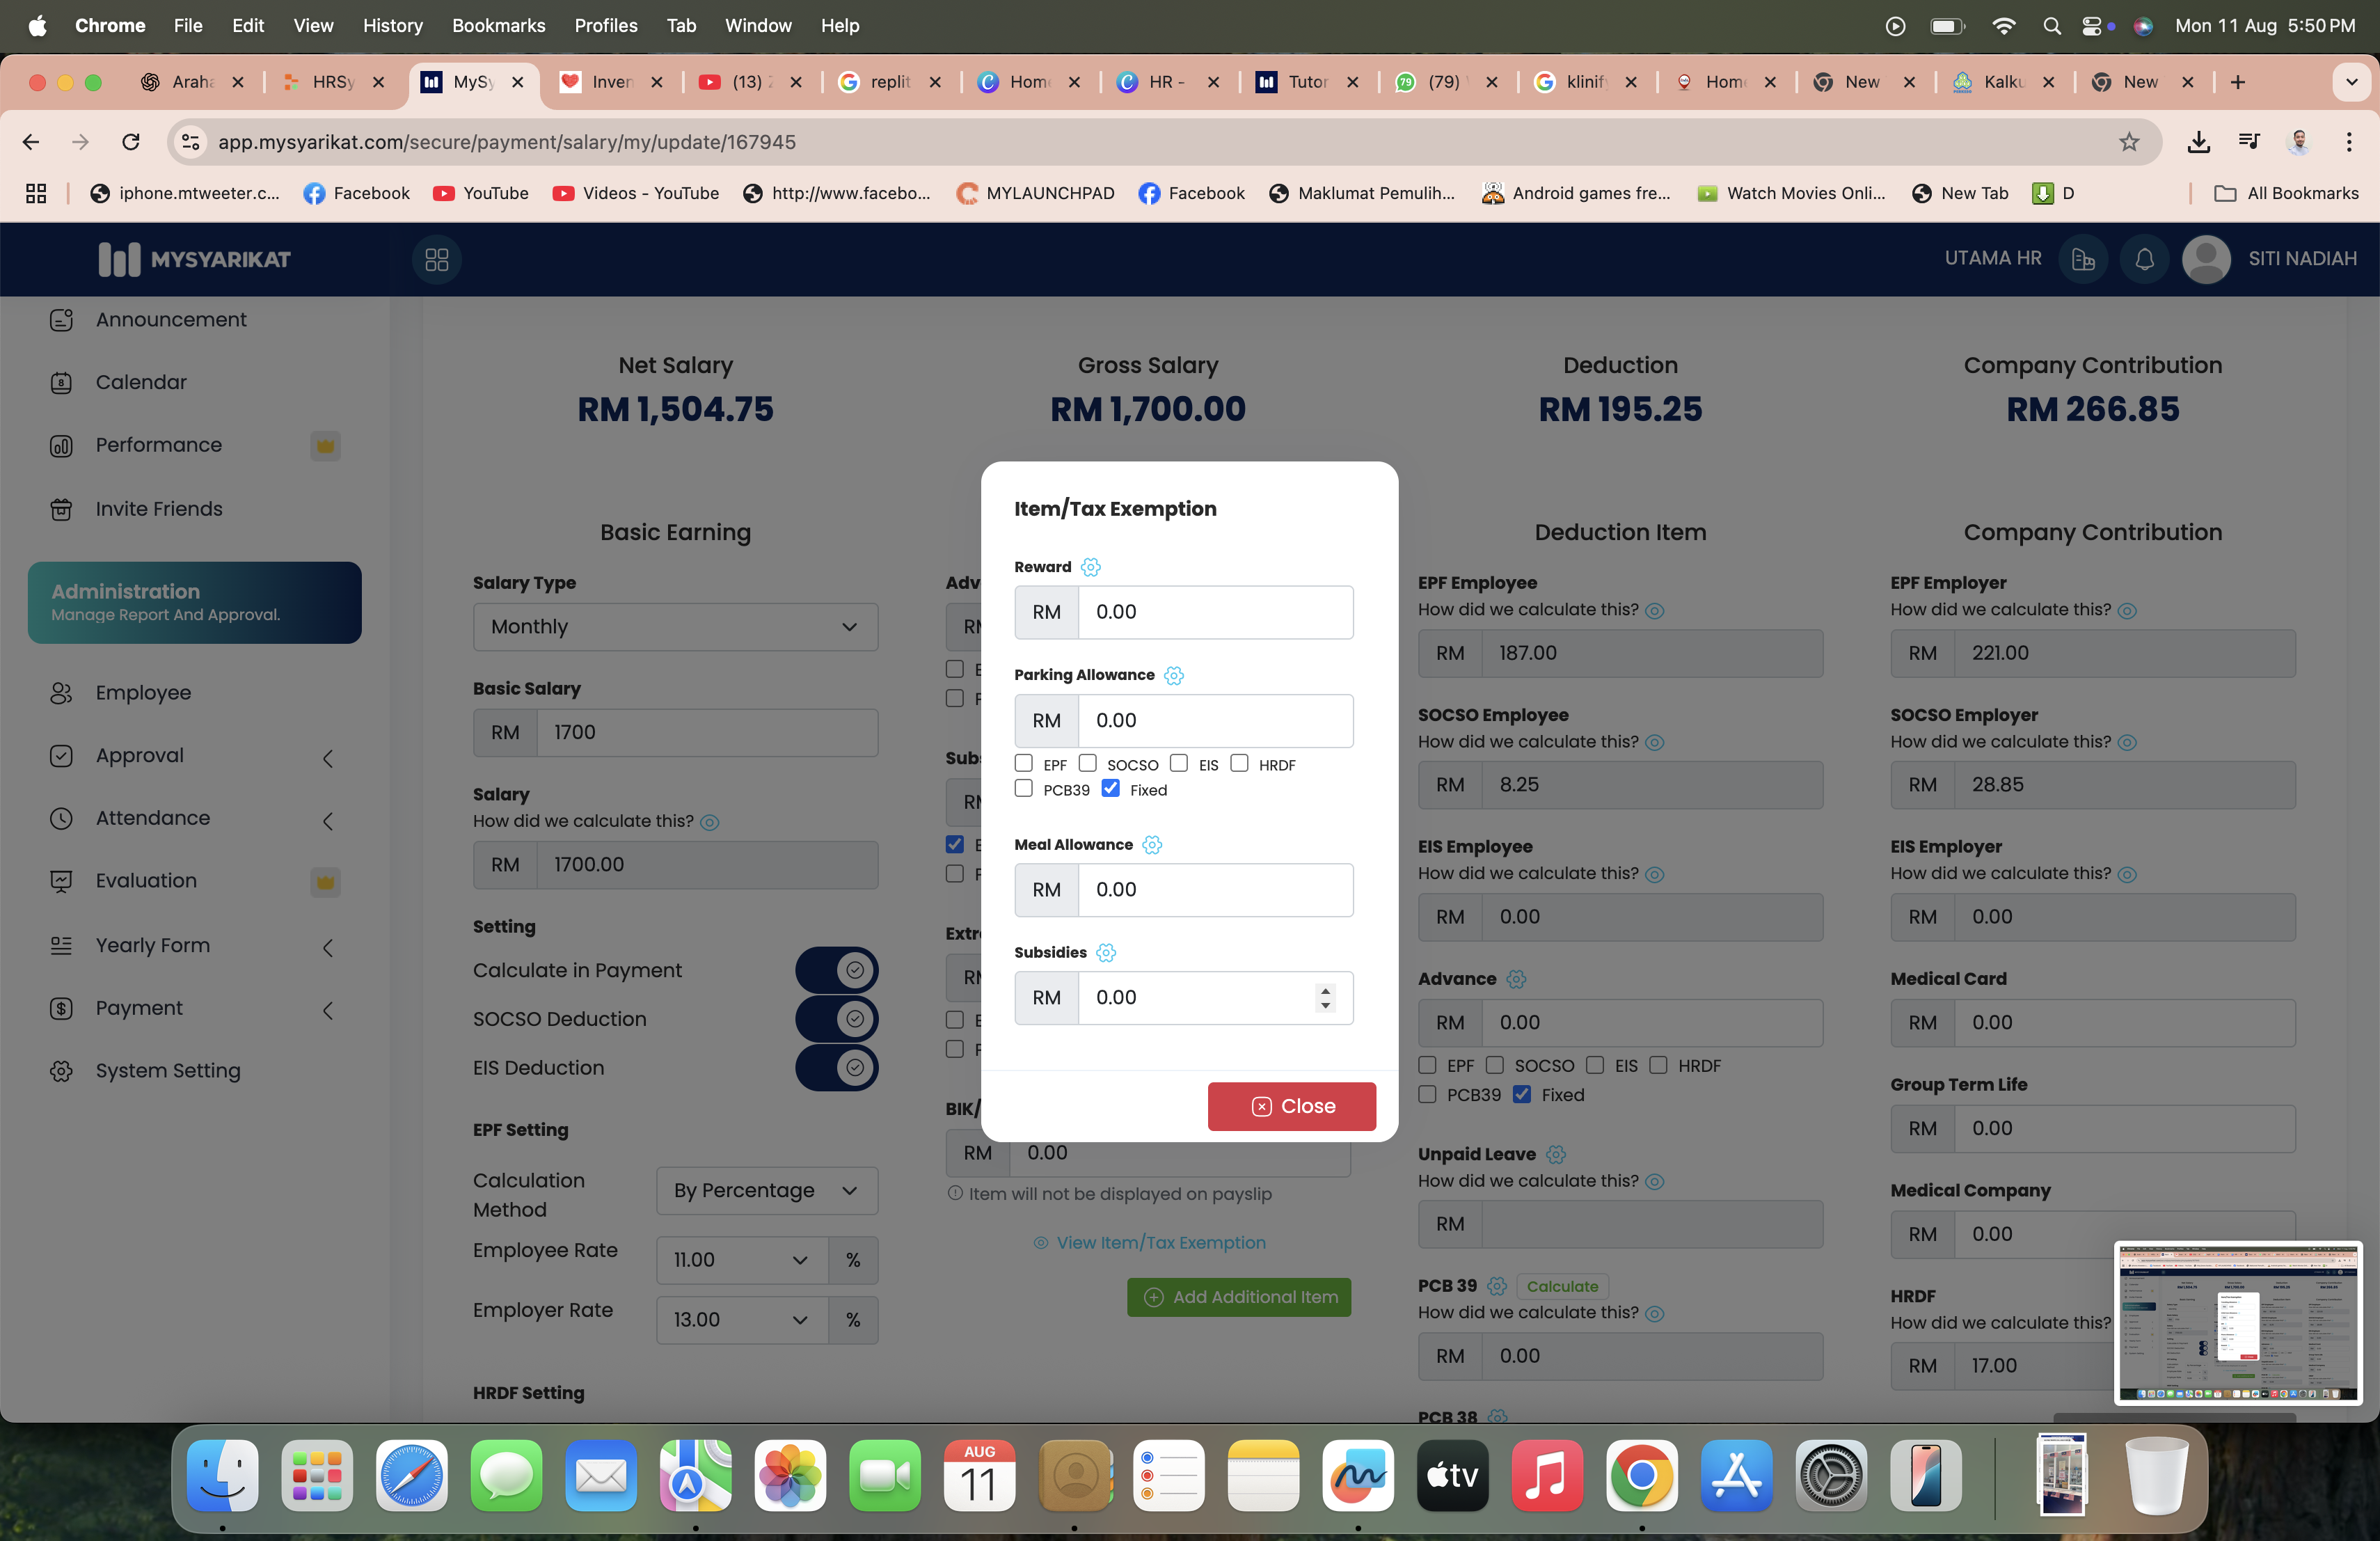 Chrome File Edit View History Bookmarks Profiles Tab Window Help Mon 11 Aug 5:50 PM
Araha HRSy MySy Inven (13) replit Home HR - Tutor (79) klinif Home New Kalku New
app.mysyarikat.com/secure/payment/salary/my/update/167945
iphone.mtweeter.c... Facebook YouTube Videos - YouTube http://www.facebo... MYLAUNCHPAD Facebook Maklumat Pemulih... Android games fre... Watch Movies Onli... New Tab D All Bookmarks
MYSYARIKAT UTAMA HR SITI NADIAH
Announcement
Calendar
Performance
Invite Friends
Administration
Manage Report And Approval.
Employee
Approval
Attendance
Evaluation
Yearly Form
Payment
System Setting
Net Salary
RM 1,504.75
Gross Salary
RM 1,700.00
Deduction
RM 195.25
Company Contribution
RM 266.85
Basic Earning
Salary Type
Monthly
Basic Salary
RM 1700
Salary
How did we calculate this?
RM 1700.00
Setting
Calculate in Payment
SOCSO Deduction
EIS Deduction
EPF Setting
Calculation
Method
By Percentage
Employee Rate 11.00 %
Employer Rate 13.00 %
HRDF Setting
Item/Tax Exemption
Reward
RM 0.00
Parking Allowance
RM 0.00
EPF SOCSO EIS HRDF
PCB39 Fixed
Meal Allowance
RM 0.00
Subsidies
RM 0.00
Close
BIK/
RM 0.00
Item will not be displayed on payslip
View Item/Tax Exemption
Add Additional Item
Deduction Item
EPF Employee
How did we calculate this?
RM 187.00
SOCSO Employee
How did we calculate this?
RM 8.25
EIS Employee
How did we calculate this?
RM 0.00
Advance
RM 0.00
EPF SOCSO EIS HRDF
PCB39 Fixed
Unpaid Leave
How did we calculate this?
RM
PCB 39 Calculate
How did we calculate this?
RM 0.00
PCB 38
Company Contribution
EPF Employer
How did we calculate this?
RM 221.00
SOCSO Employer
How did we calculate this?
RM 28.85
EIS Employer
How did we calculate this?
RM 0.00
Medical Card
RM 0.00
Group Term Life
RM 0.00
Medical Company
RM 0.00
HRDF
How did we calculate this?
RM 17.00
AUG
11
tv